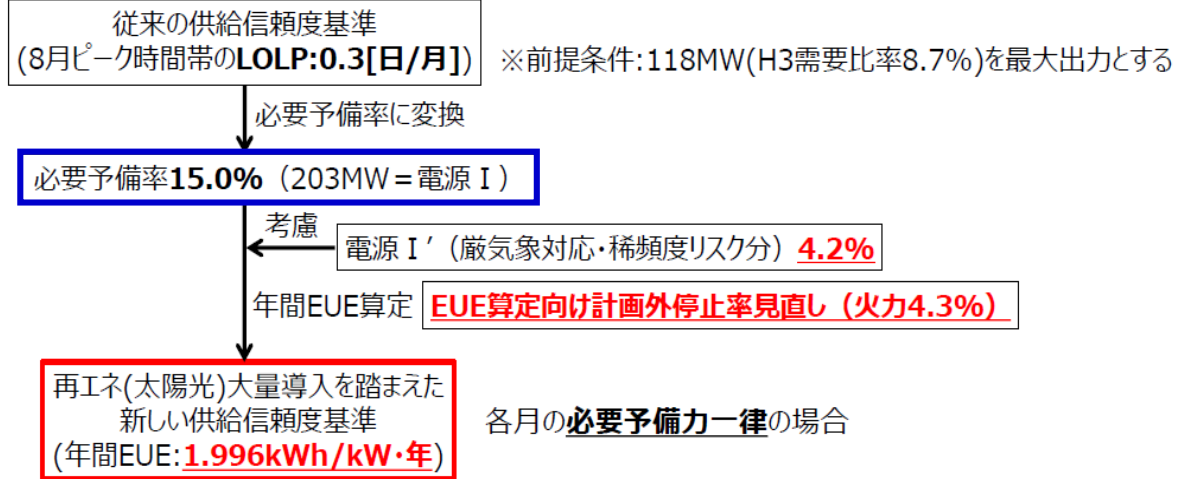 従来の供給信頼度基準
(8月ピーク時間帯のLOLP:0.3[日/月])
※前提条件:118MW(H3需要比率8.7%)を最大出力とする
必要予備率に変換
必要予備率15.0%（203MW=電源Ⅰ）
考慮
電源Ⅰ′（厳気象対応・稀頻度リスク分）4.2%
年間EUE算定
EUE算定向け計画外停止率見直し（火力4.3%）
再エネ(太陽光)大量導入を踏まえた
新しい供給信頼度基準
(年間EUE:1.996kWh/kW・年)
各月の必要予備力一律の場合